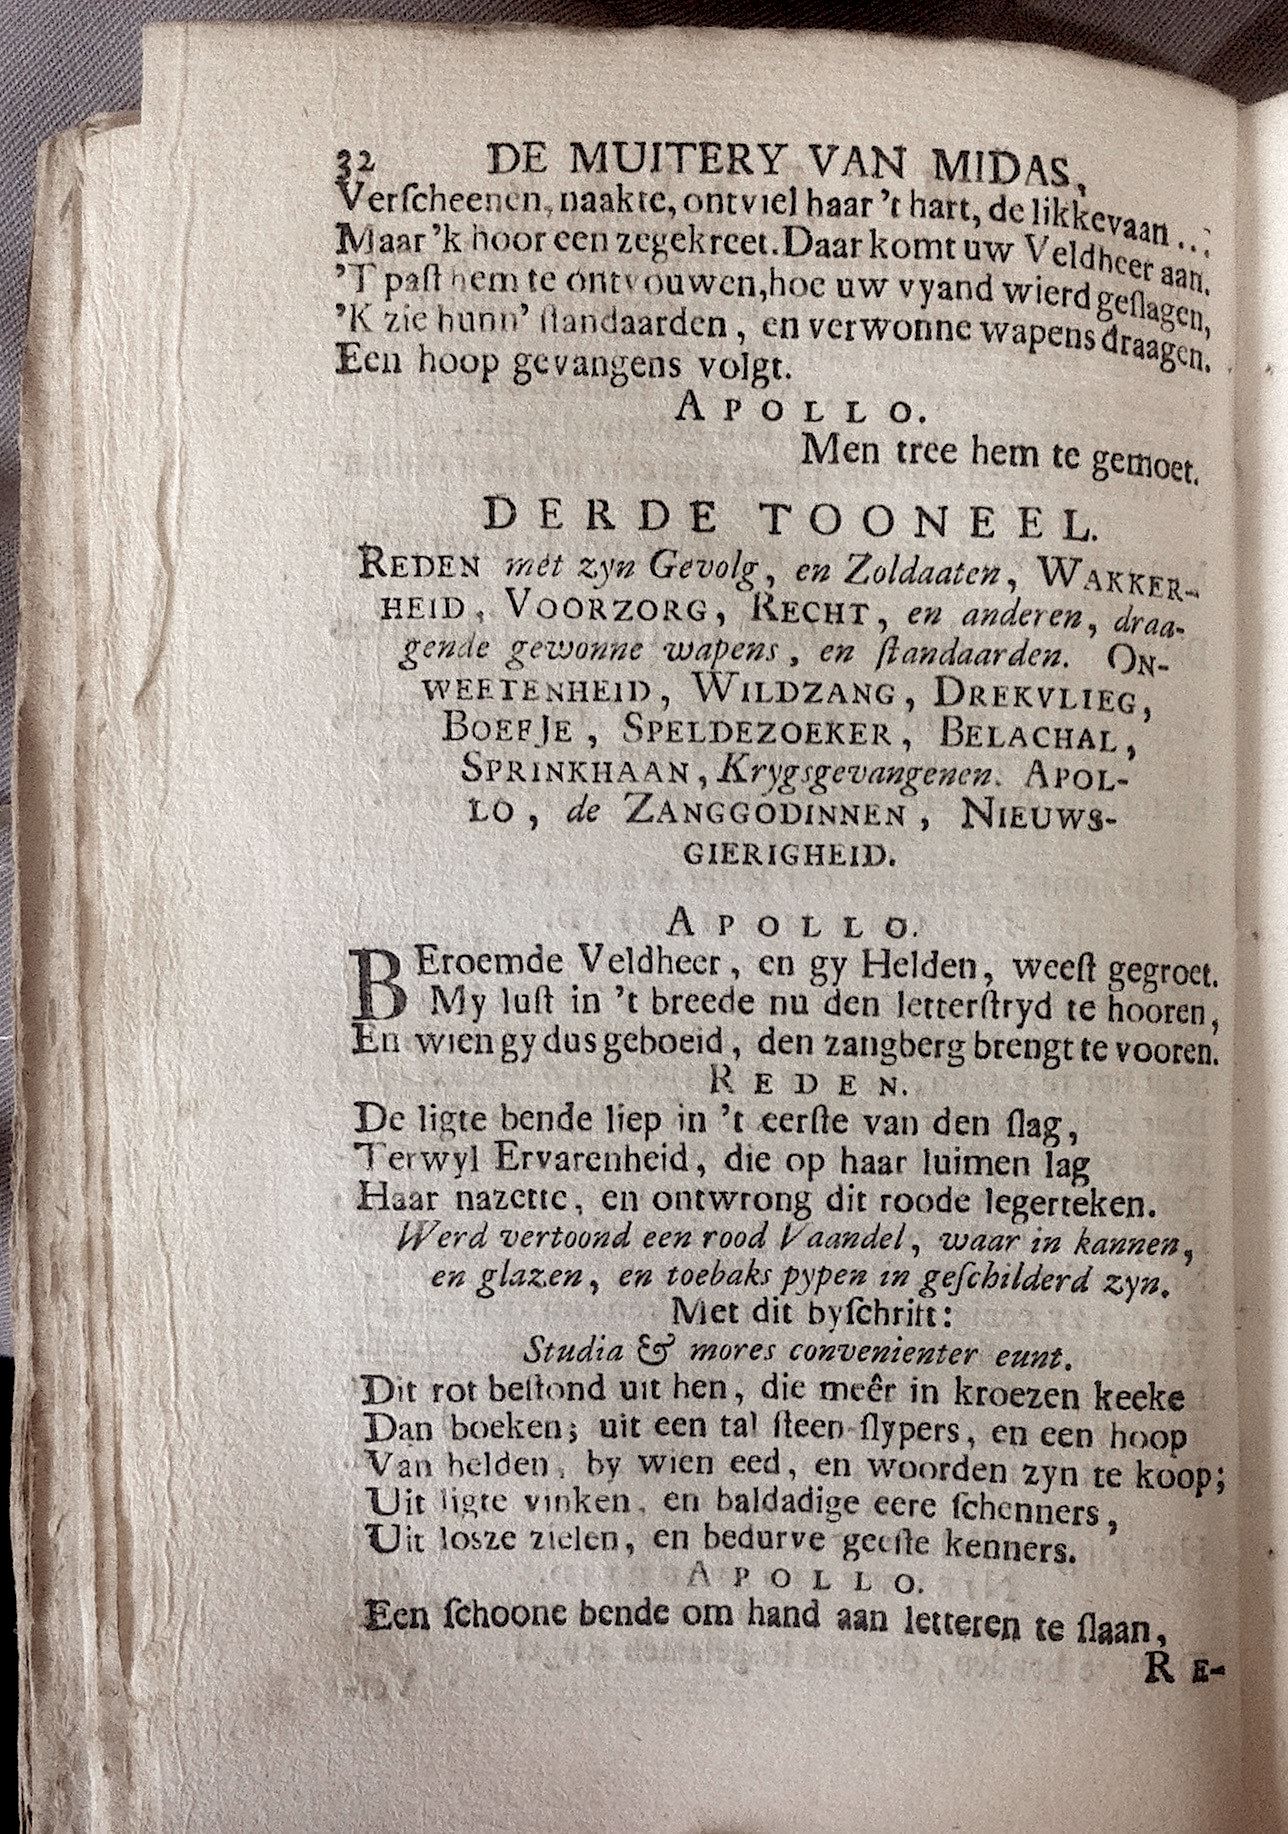 32 DE MUITERY VAN MIDAS,
Verſcheenen, naakte, ontviel haar 't hart, de likkevaan ...;
Maar 'k hoor een zegekreet. Daar komt uw Veldheer aan.
'T paſt hem te ontvouwen, hoe uw vyand wierd geſlagen,
'K zie hunn' ſtandaarden, en verwonne wapens draagen.
Een hoop gevangens volgt.
APOLLO.
Men tree hem te gemoet.
DERDE TOONEEL.
REDEN met zyn Gevolg, en Zoldaaten, WAKKER-
HEID, VOORZORG, RECHT, en anderen, draa-
gende gewonne wapens, en ſtandaarden. ON-
WEETENHEID, WILDZANG, DREKVLIEG,
BOEFJE, SPELDEZOEKER, BELACHAL,
SPRINKHAAN, Krygsgevangenen. APOL-
LO, de ZANGGODINNEN, NIEUWS-
GIERIGHEID.
APOLLO.
BEroemde Veldheer, en gy Helden, weeſt gegroet.
My luſt in 't breede nu den letterſtryd te hooren,
En wien gy dus geboeid, den zangberg brengt te vooren.
REDEN.
De ligte bende liep in 't eerſte van den ſlag,
Terwyl Ervarenheid, die op haar luimen lag
Haar nazette, en ontwrong dit roode legerteken.
Werd vertoond een rood Vaandel, waar in kannen,
en glazen, en toebaks pypen in geſchilderd zyn.
Met dit byſchrift:
Studia & mores convenienter eunt.
Dit rot beſtond uit hen, die meêr in kroezen keeke
Dan boeken; uit een tal ſteen-ſlypers, en een hoop
Van helden, by wien eed, en woorden zyn te koop;
Uit ligte vinken, en baldadige eere ſchenners,
Uit losze zielen, en bedurve geeſte kenners.
APOLLO.
Een ſchoone bende om hand aan letteren te ſlaan,
RE-